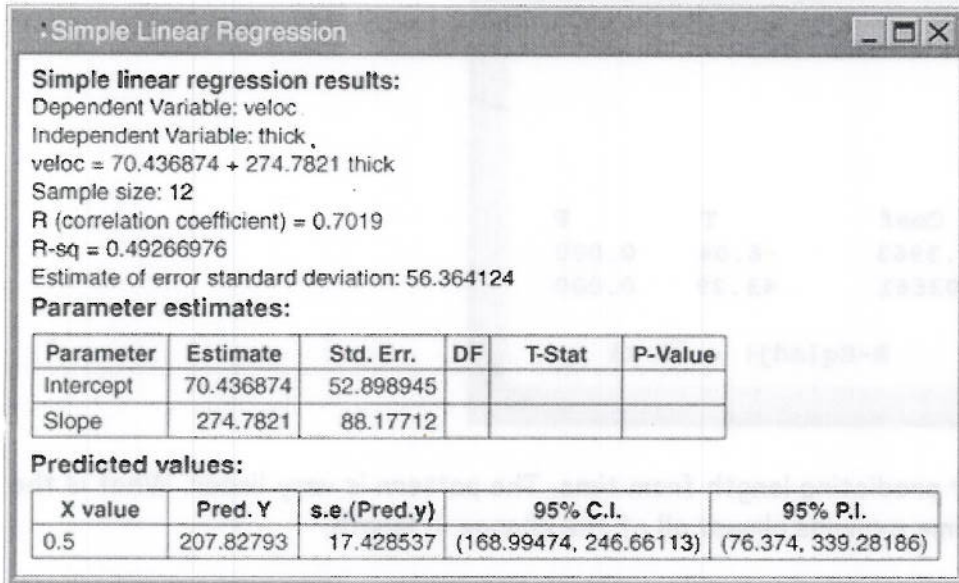 Simple Linear Regression
Simple linear regression results:
Dependent Variable: veloc
Independent Variable: thick
veloc = 70.436874 + 274.7821 thick
Sample size: 12
R (correlation coefficient) = 0.7019
R-sq = 0.49266976
Estimate of error standard deviation: 56.364124
Parameter estimates:
Parameter Estimate Std. Err. DF T-Stat P-Value
Intercept 70.436874 52.898945
Slope 274.7821 88.17712
Predicted values:
X value Pred. Y s.e.(Pred.y) 95% C.I. 95% P.I.
0.5 207.82793 17.428537 (168.99474, 246.66113) (76.374, 339.28186)